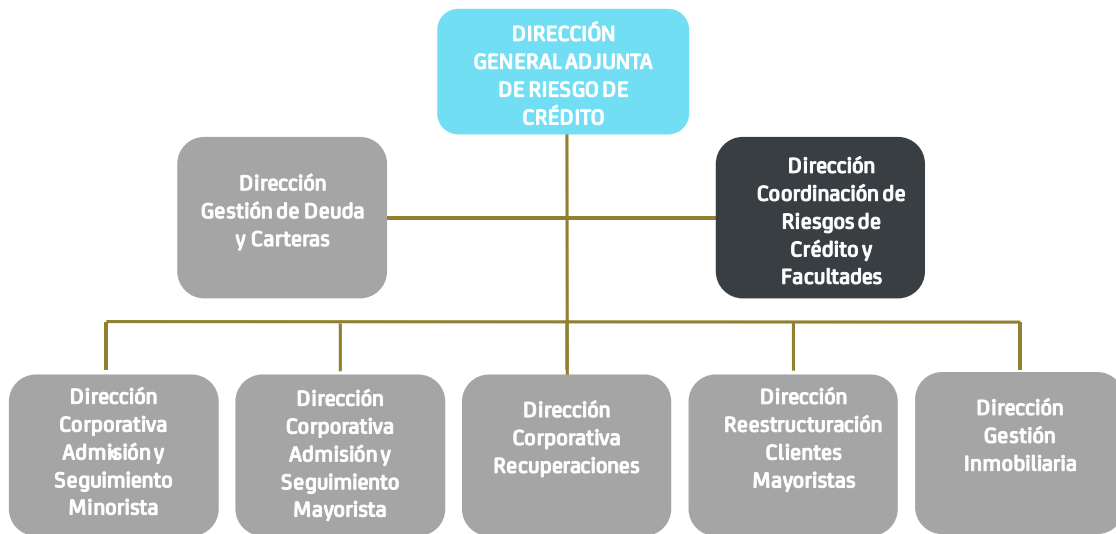 DIRECCIÓN
GENERAL ADJUNTA
DE RIESGO DE
CRÉDITO
Dirección
Gestión de Deuda
y Carteras
Dirección
Coordinación de
Riesgos de
Crédito y
Facultades
Dirección
Corporativa
Admisión y
Seguimiento
Minorista
Dirección
Corporativa
Admisión y
Seguimiento
Mayorista
Dirección
Corporativa
Recuperaciones
Dirección
Reestructuración
Clientes
Mayoristas
Dirección
Gestión
Inmobiliaria